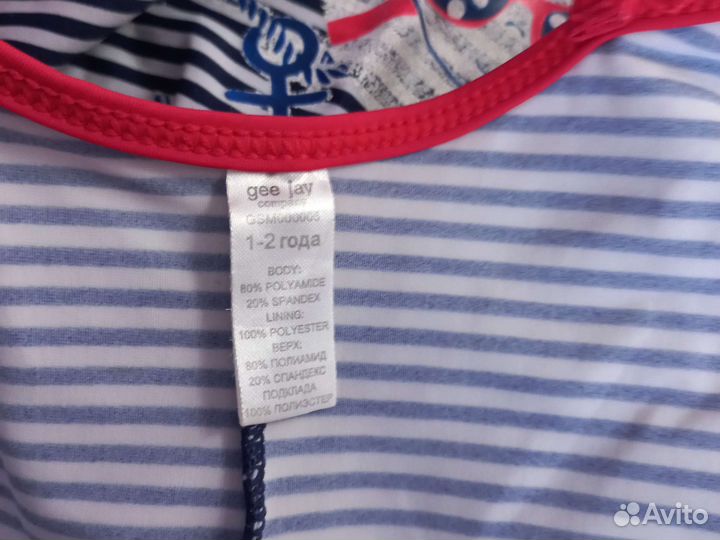 gee jay
company
GSM000006
1-2 года
BODY:
80% POLYAMIDE
20% SPANDEX
LINING:
100% POLYESTER
ВЕРХ:
80% ПОЛИАМИД
20% СПАНДЕКС
ПОДКЛАДА
100% ПОЛИЭСТЕР
Avito